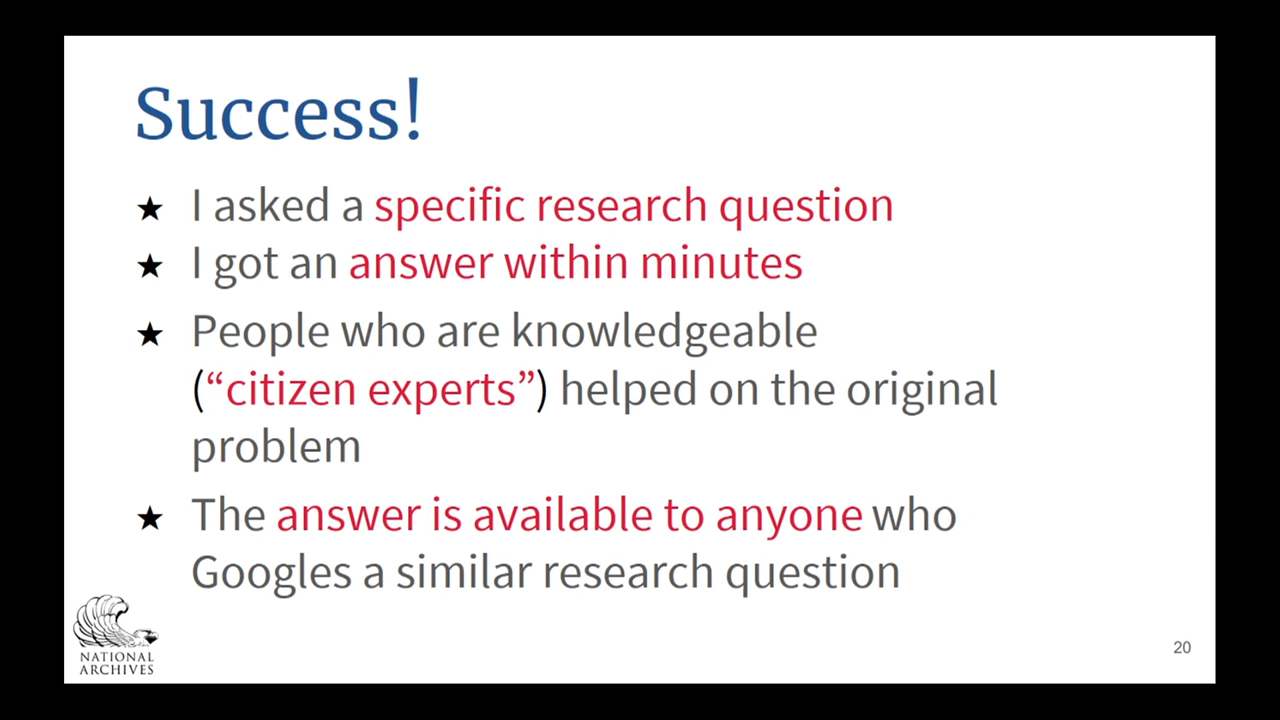 Success!
★ I asked a specific research question
★ I got an answer within minutes
★ People who are knowledgeable
(“citizen experts”) helped on the original
problem
★ The answer is available to anyone who
Googles a similar research question
NATIONAL
ARCHIVES
20